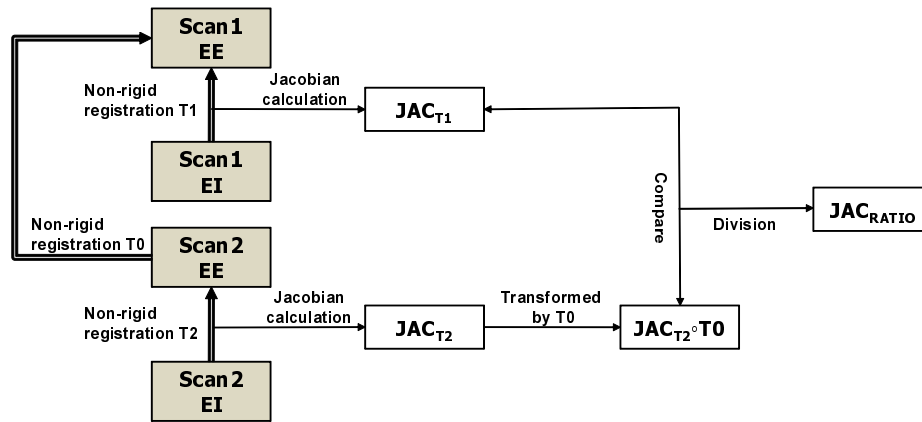 Scan1
EE
Non-rigid
registration T1
Jacobian
calculation
JAC_T1
Scan1
EI
Non-rigid
registration T0
Scan2
EE
Non-rigid
registration T2
Jacobian
calculation
JAC_T2
Transformed
by T0
JAC_T2∘T0
Compare
Division
JAC_RATIO
Scan2
EI